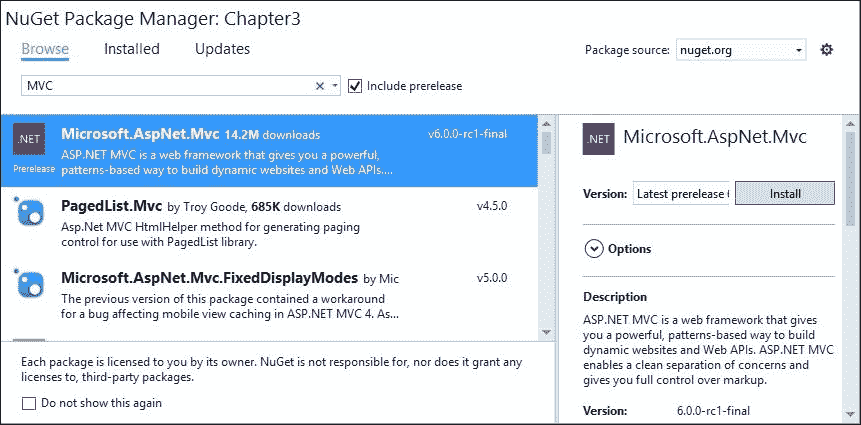 NuGet Package Manager: Chapter3
Browse Installed Updates
Package source: nuget.org
MVC
Include prerelease
.NET
Prerelease
Microsoft.AspNet.Mvc 14.2M downloads v6.0.0-rc1-final
ASP.NET MVC is a web framework that gives you a powerful,
patterns-based way to build dynamic websites and Web APIs....
PagedList.Mvc by Troy Goode, 685K downloads v4.5.0
Asp.Net MVC HtmlHelper method for generating paging
control for use with PagedList library.
Microsoft.AspNet.Mvc.FixedDisplayModes by Mic v5.0.0
The previous version of this package contained a workaround
for a bug affecting mobile view caching in ASP.NET MVC 4. As...
Each package is licensed to you by its owner. NuGet is not responsible for, nor does it grant any
licenses to, third-party packages.
Do not show this again
.NET Microsoft.AspNet.Mvc
Version: Latest prerelease Install
Options
Description
ASP.NET MVC is a web framework that gives
you a powerful, patterns-based way to build
dynamic websites and Web APIs. ASP.NET MVC
enables a clean separation of concerns and
gives you full control over markup.
Version: 6.0.0-rc1-final